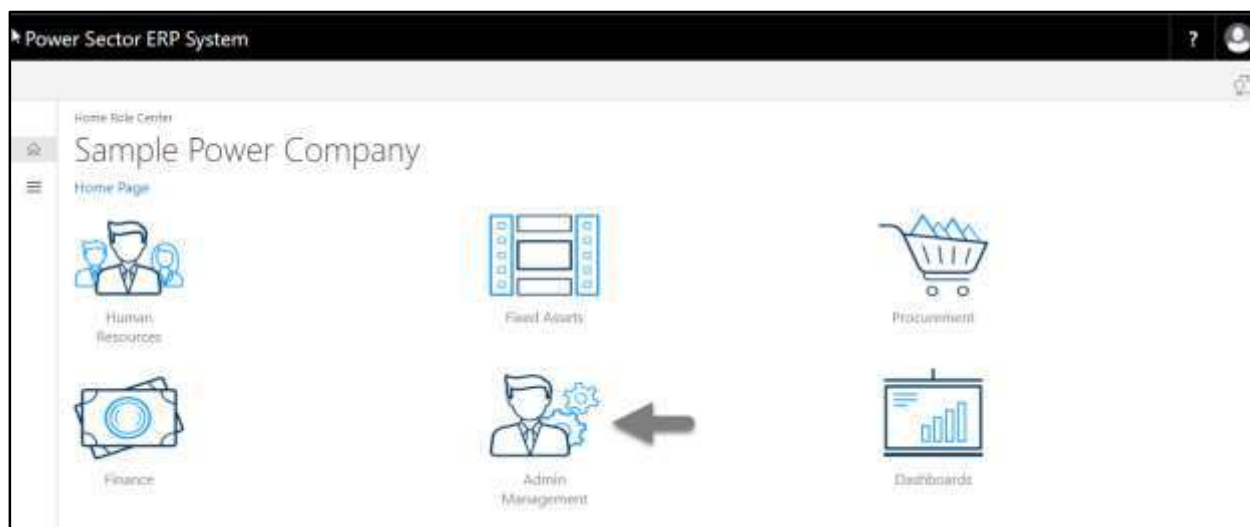 Power Sector ERP System
?
Home Role Center
Sample Power Company
Home Page
Human
Resources
Fixed Assets
Procurement
Finance
Admin
Management
Dashboards